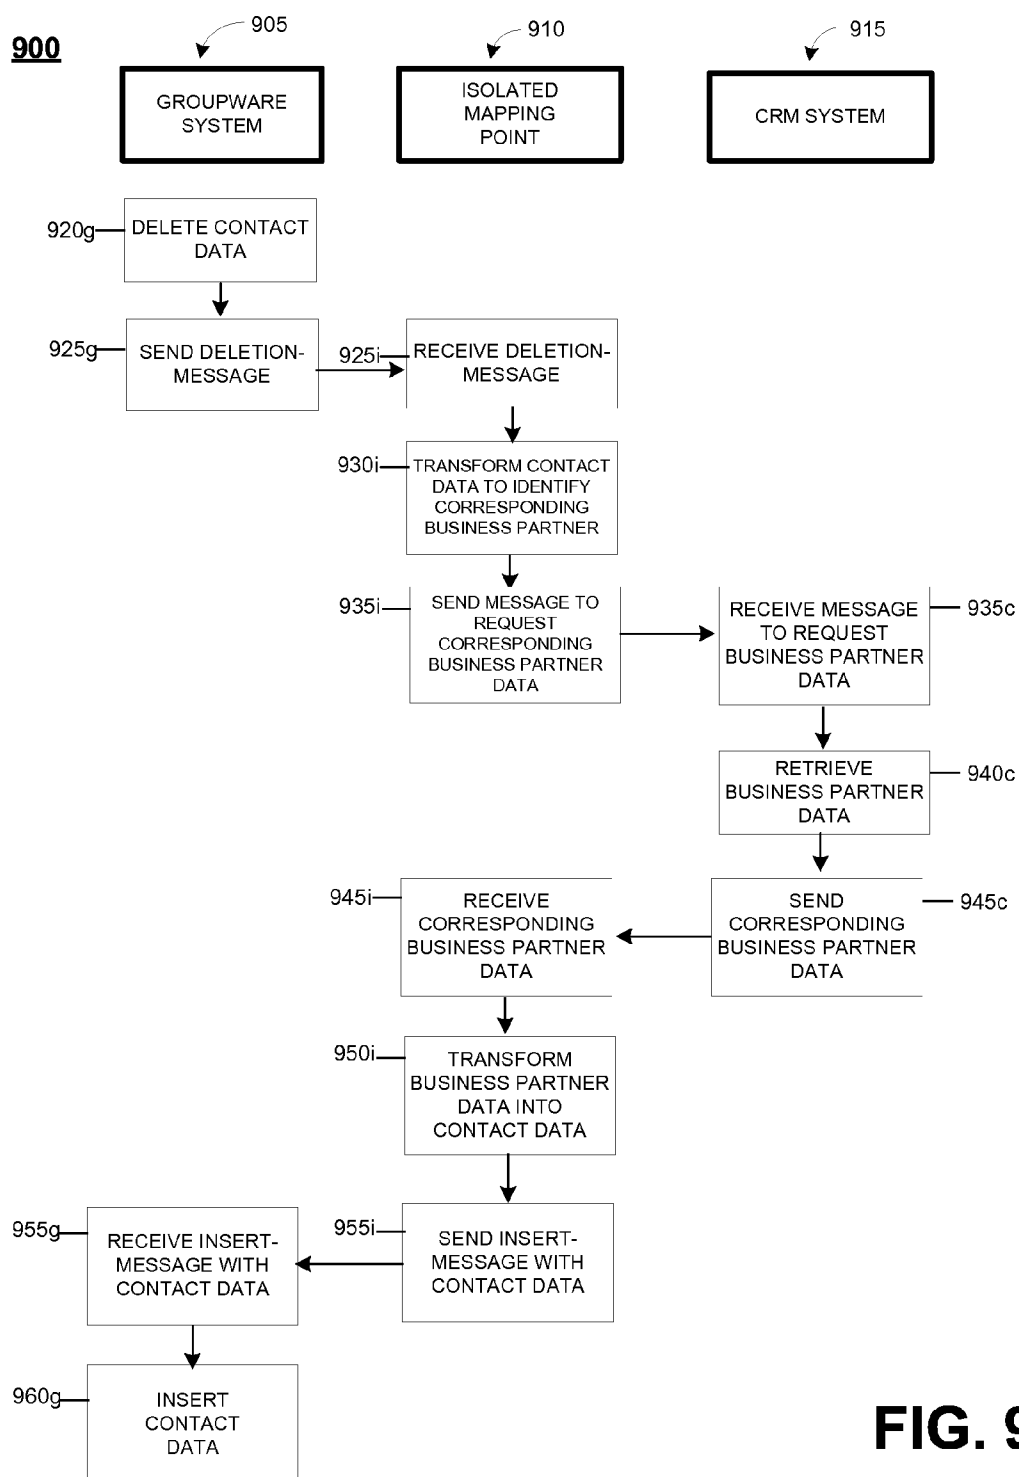 900
905
910
915
GROUPWARE
SYSTEM
ISOLATED
MAPPING
POINT
CRM SYSTEM
920g
DELETE CONTACT
DATA
925g
SEND DELETION-
MESSAGE
925i
RECEIVE DELETION-
MESSAGE
930i
TRANSFORM CONTACT
DATA TO IDENTIFY
CORRESPONDING
BUSINESS PARTNER
935i
SEND MESSAGE TO
REQUEST
CORRESPONDING
BUSINESS PARTNER
DATA
RECEIVE MESSAGE
TO REQUEST
BUSINESS PARTNER
DATA
935c
RETRIEVE
BUSINESS PARTNER
DATA
940c
945i
RECEIVE
CORRESPONDING
BUSINESS PARTNER
DATA
SEND
CORRESPONDING
BUSINESS PARTNER
DATA
945c
950i
TRANSFORM
BUSINESS PARTNER
DATA INTO
CONTACT DATA
955g
RECEIVE INSERT-
MESSAGE WITH
CONTACT DATA
955i
SEND INSERT-
MESSAGE WITH
CONTACT DATA
960g
INSERT
CONTACT
DATA
FIG. 9